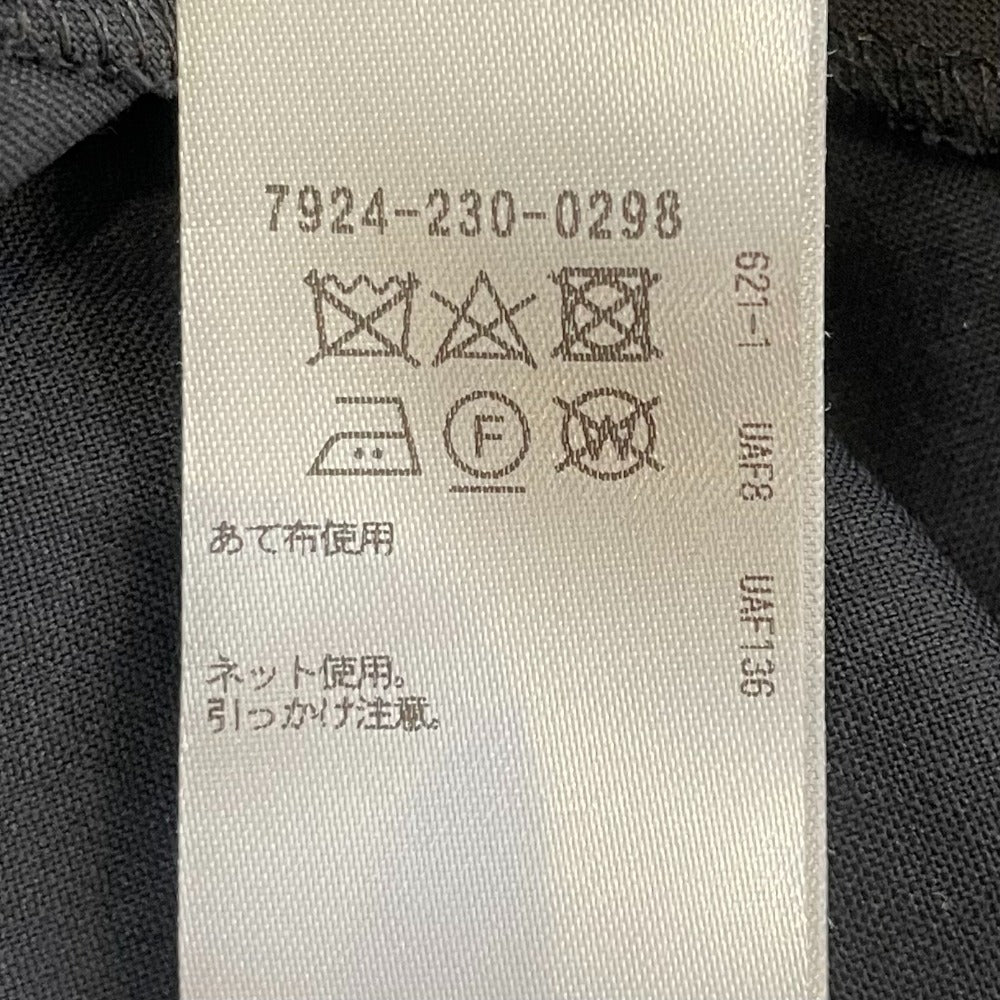 7924-230-0298
F
W
あて布使用
ネット使用。
引っかけ注意。
621-1 UAF8 UAF136